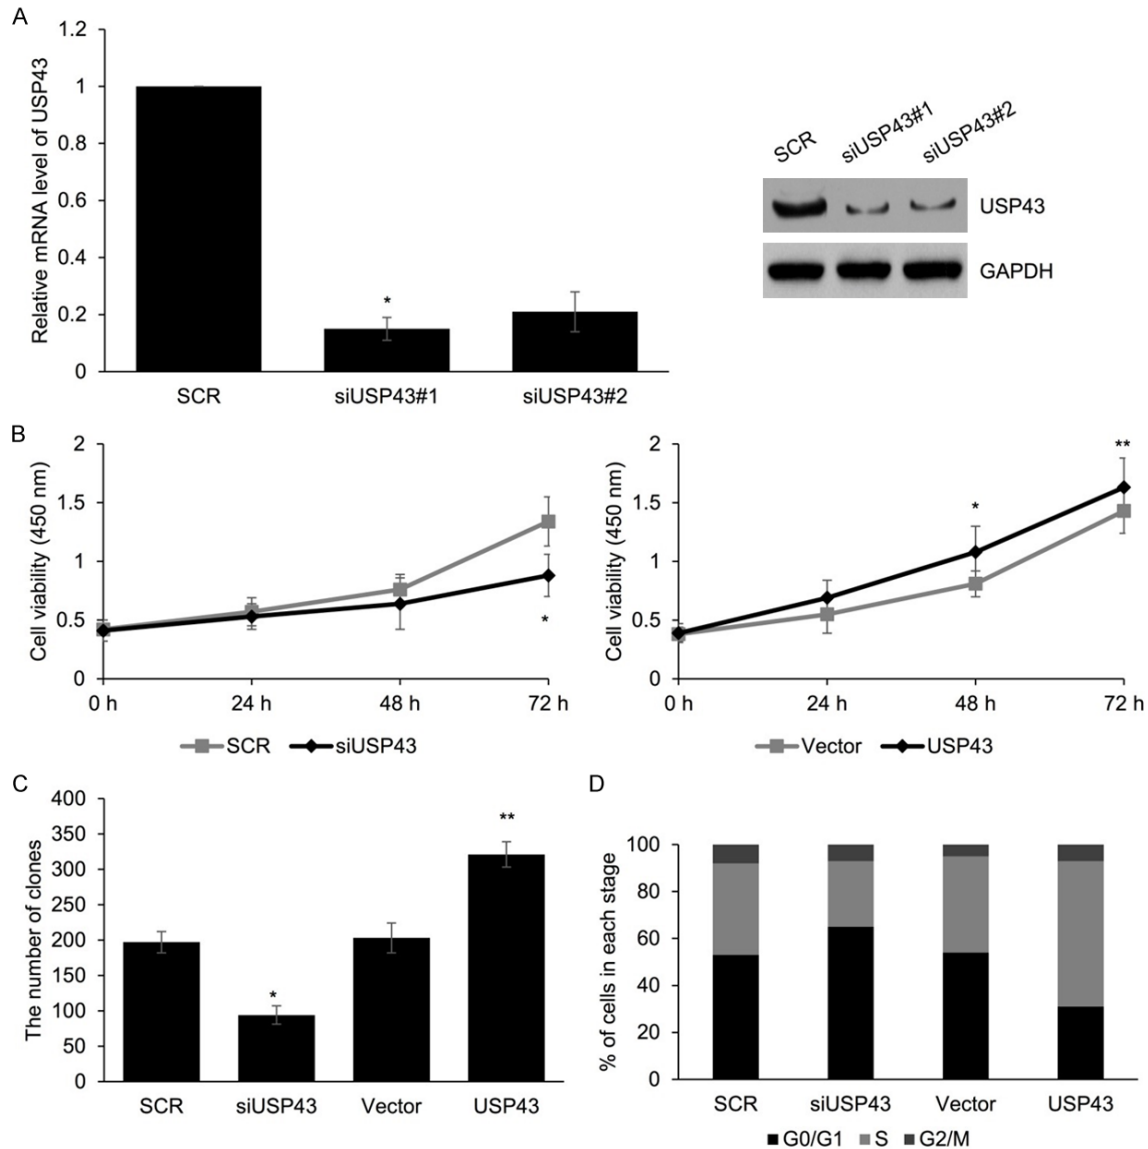 A
Relative mRNA level of USP43
1.2
1
0.8
0.6
0.4
0.2
0
*
SCR
siUSP43#1
siUSP43#2
SCR
siUSP43#1
siUSP43#2
USP43
GAPDH
B
Cell viability (450 nm)
2
1.5
1
0.5
0
*
0 h
24 h
48 h
72 h
SCR
siUSP43
Cell viability (450 nm)
2
1.5
1
0.5
0
*
**
0 h
24 h
48 h
72 h
Vector
USP43
C
The number of clones
400
350
300
250
200
150
100
50
0
*
**
SCR
siUSP43
Vector
USP43
D
% of cells in each stage
100
80
60
40
20
0
SCR
siUSP43
Vector
USP43
G0/G1
S
G2/M